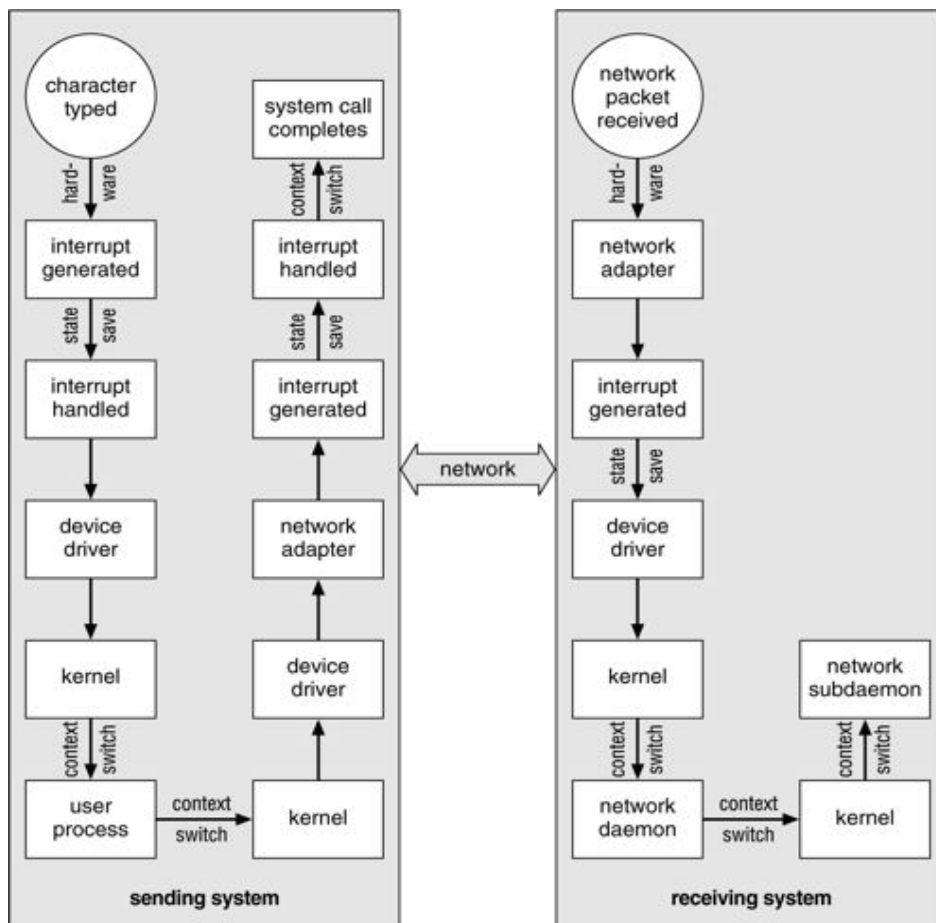 character
typed
hard-
ware
interrupt
generated
state
save
interrupt
handled
device
driver
kernel
context
switch
user
process
context
switch
kernel
device
driver
network
adapter
interrupt
generated
state
save
interrupt
handled
context
switch
system call
completes
sending system
network
network
packet
received
hard-
ware
network
adapter
interrupt
generated
state
save
device
driver
kernel
context
switch
network
daemon
context
switch
kernel
context
switch
network
subdaemon
receiving system